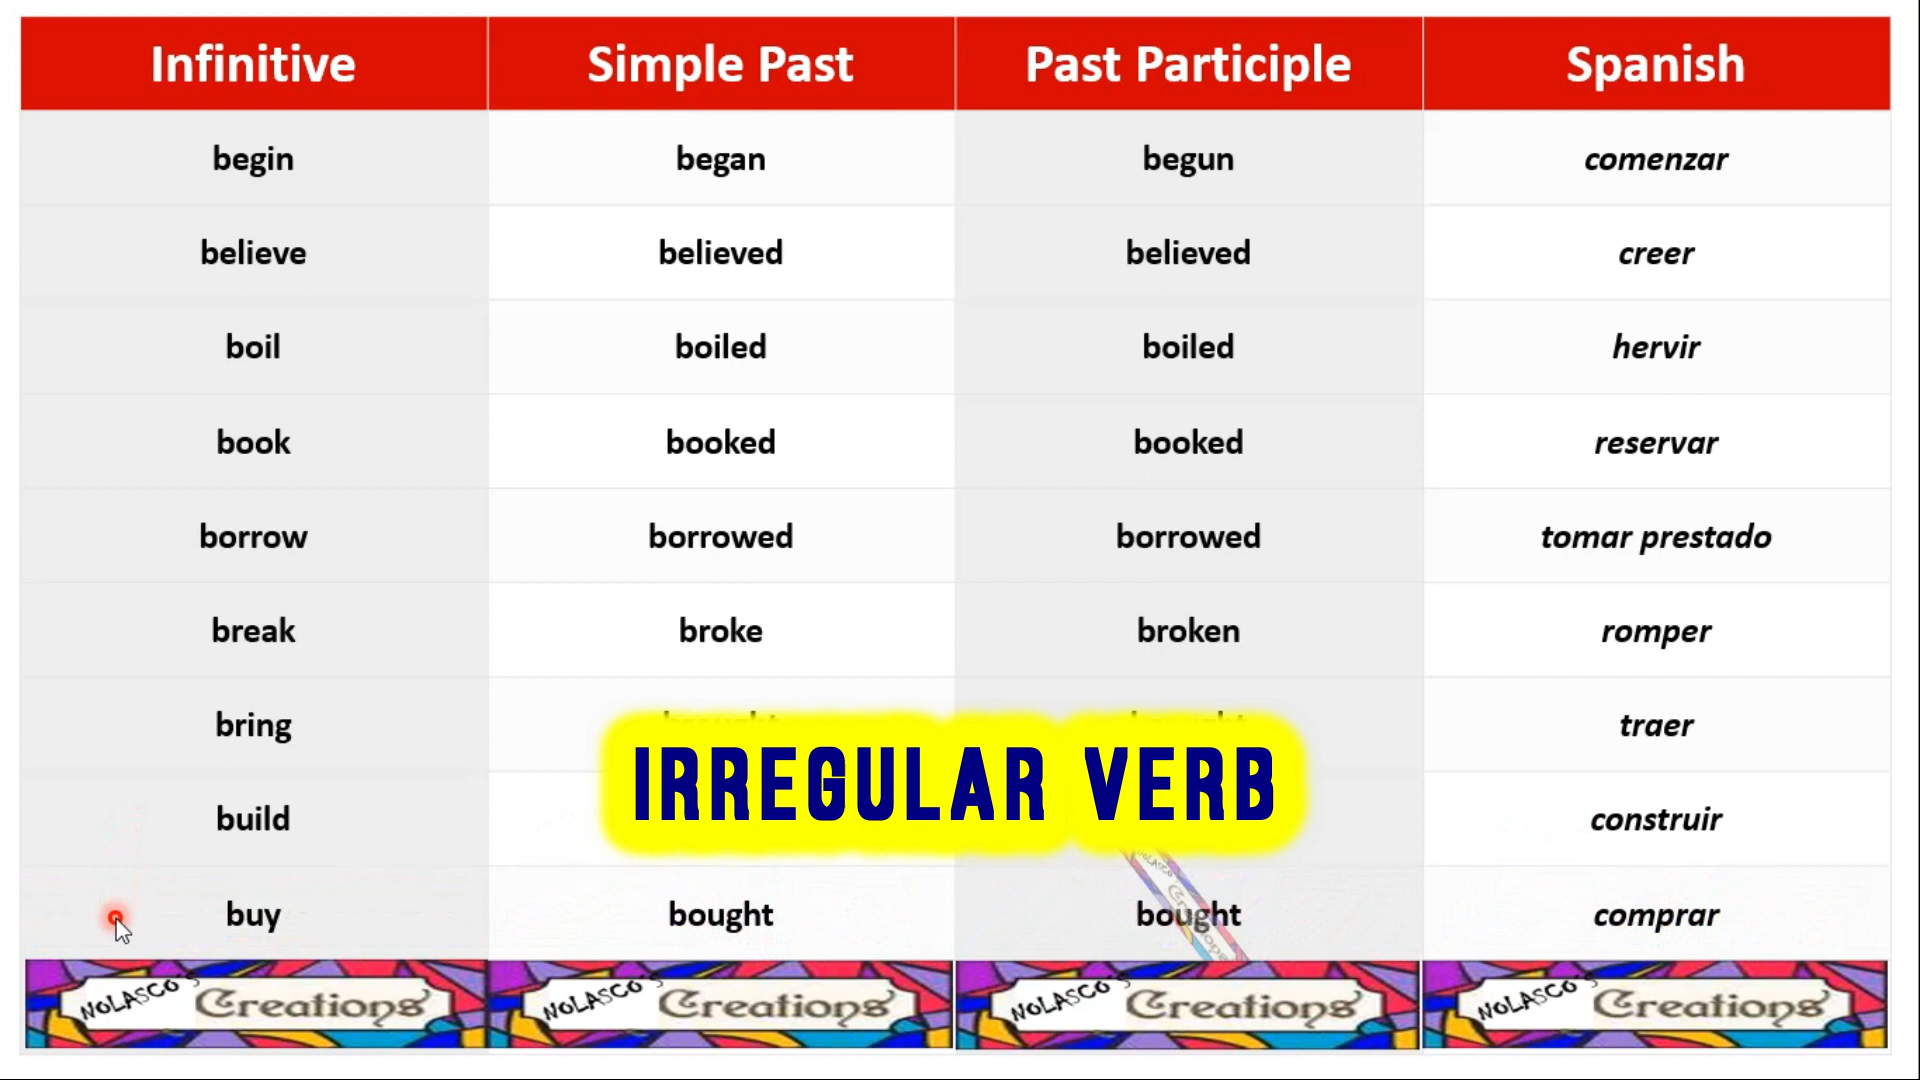 Infinitive Simple Past Past Participle Spanish
begin began begun comenzar
believe believed believed creer
boil boiled boiled hervir
book booked booked reservar
borrow borrowed borrowed tomar prestado
break broke broken romper
bring traer
IRREGULAR VERB
build construir
buy bought bought comprar
NOLASCO´S Creations NOLASCO´S Creations NOLASCO´S Creations NOLASCO´S Creations